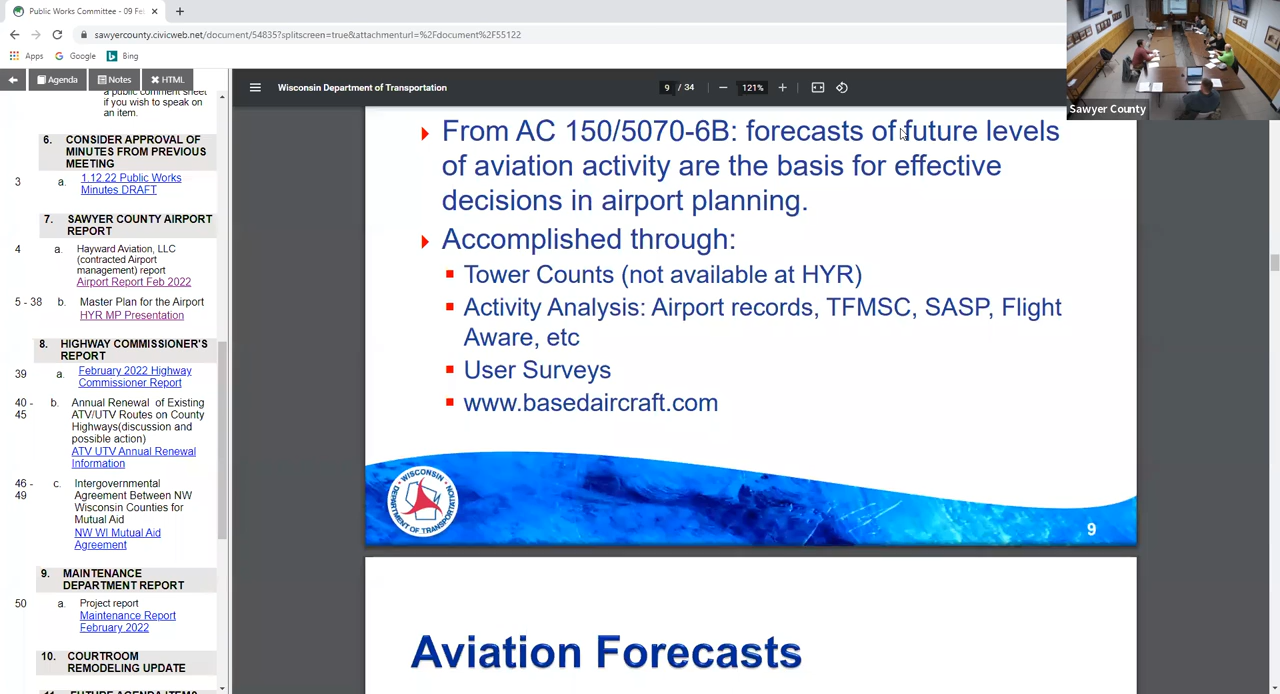 Public Works Committee - 09 Feb
sawyercounty.civicweb.net/document/54835?splitscreen=true&attachmenturl=%2Fdocument%2F55122
Apps Google Bing
Agenda Notes HTML
a public comment sheet
if you wish to speak on
an item.
6. CONSIDER APPROVAL OF
MINUTES FROM PREVIOUS
MEETING
3 a. 1.12.22 Public Works
Minutes DRAFT
7. SAWYER COUNTY AIRPORT
REPORT
4 a. Hayward Aviation, LLC
(contracted Airport
management) report
Airport Report Feb 2022
5 - 38 b. Master Plan for the Airport
HYR MP Presentation
8. HIGHWAY COMMISSIONER'S
REPORT
39 a. February 2022 Highway
Commissioner Report
40 - b. Annual Renewal of Existing
45 ATV/UTV Routes on County
Highways(discussion and
possible action)
ATV UTV Annual Renewal
Information
46 - c. Intergovernmental
49 Agreement Between NW
Wisconsin Counties for
Mutual Aid
NW WI Mutual Aid
Agreement
9. MAINTENANCE
DEPARTMENT REPORT
50 a. Project report
Maintenance Report
February 2022
10. COURTROOM
REMODELING UPDATE
11. FUTURE AGENDA ITEMS
Wisconsin Department of Transportation 9 / 34 121%
Sawyer County
From AC 150/5070-6B: forecasts of future levels
of aviation activity are the basis for effective
decisions in airport planning.
Accomplished through:
Tower Counts (not available at HYR)
Activity Analysis: Airport records, TFMSC, SASP, Flight
Aware, etc
User Surveys
www.basedaircraft.com
WISCONSIN
DEPARTMENT OF TRANSPORTATION
9
Aviation Forecasts